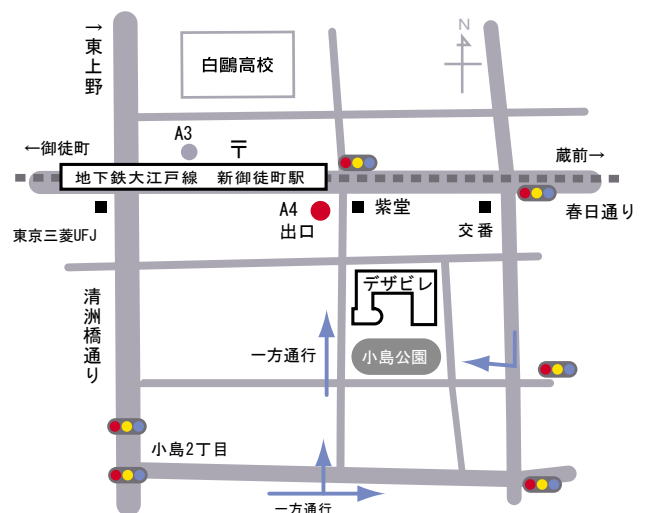 →東上野
白鷗高校
N
A3
〒
←御徒町
蔵前→
地下鉄大江戸線 新御徒町駅
A4
出口
紫堂
交番
春日通り
東京三菱UFJ
デザビレ
清洲橋通り
一方通行
小島公園
小島2丁目
一方通行